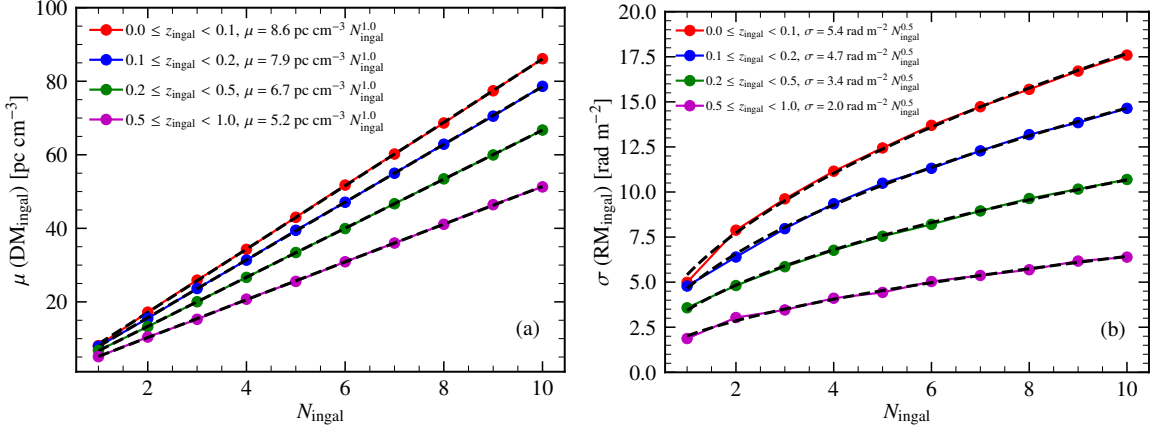 100
80
60
40
20
μ (DM_ingal) [pc cm⁻³]
0.0 ≤ z_ingal < 0.1, μ = 8.6 pc cm⁻³ N_ingal^1.0
0.1 ≤ z_ingal < 0.2, μ = 7.9 pc cm⁻³ N_ingal^1.0
0.2 ≤ z_ingal < 0.5, μ = 6.7 pc cm⁻³ N_ingal^1.0
0.5 ≤ z_ingal < 1.0, μ = 5.2 pc cm⁻³ N_ingal^1.0
(a)
2 4 6 8 10
N_ingal
20.0
17.5
15.0
12.5
10.0
7.5
5.0
2.5
0.0
σ (RM_ingal) [rad m⁻²]
0.0 ≤ z_ingal < 0.1, σ = 5.4 rad m⁻² N_ingal^0.5
0.1 ≤ z_ingal < 0.2, σ = 4.7 rad m⁻² N_ingal^0.5
0.2 ≤ z_ingal < 0.5, σ = 3.4 rad m⁻² N_ingal^0.5
0.5 ≤ z_ingal < 1.0, σ = 2.0 rad m⁻² N_ingal^0.5
(b)
2 4 6 8 10
N_ingal